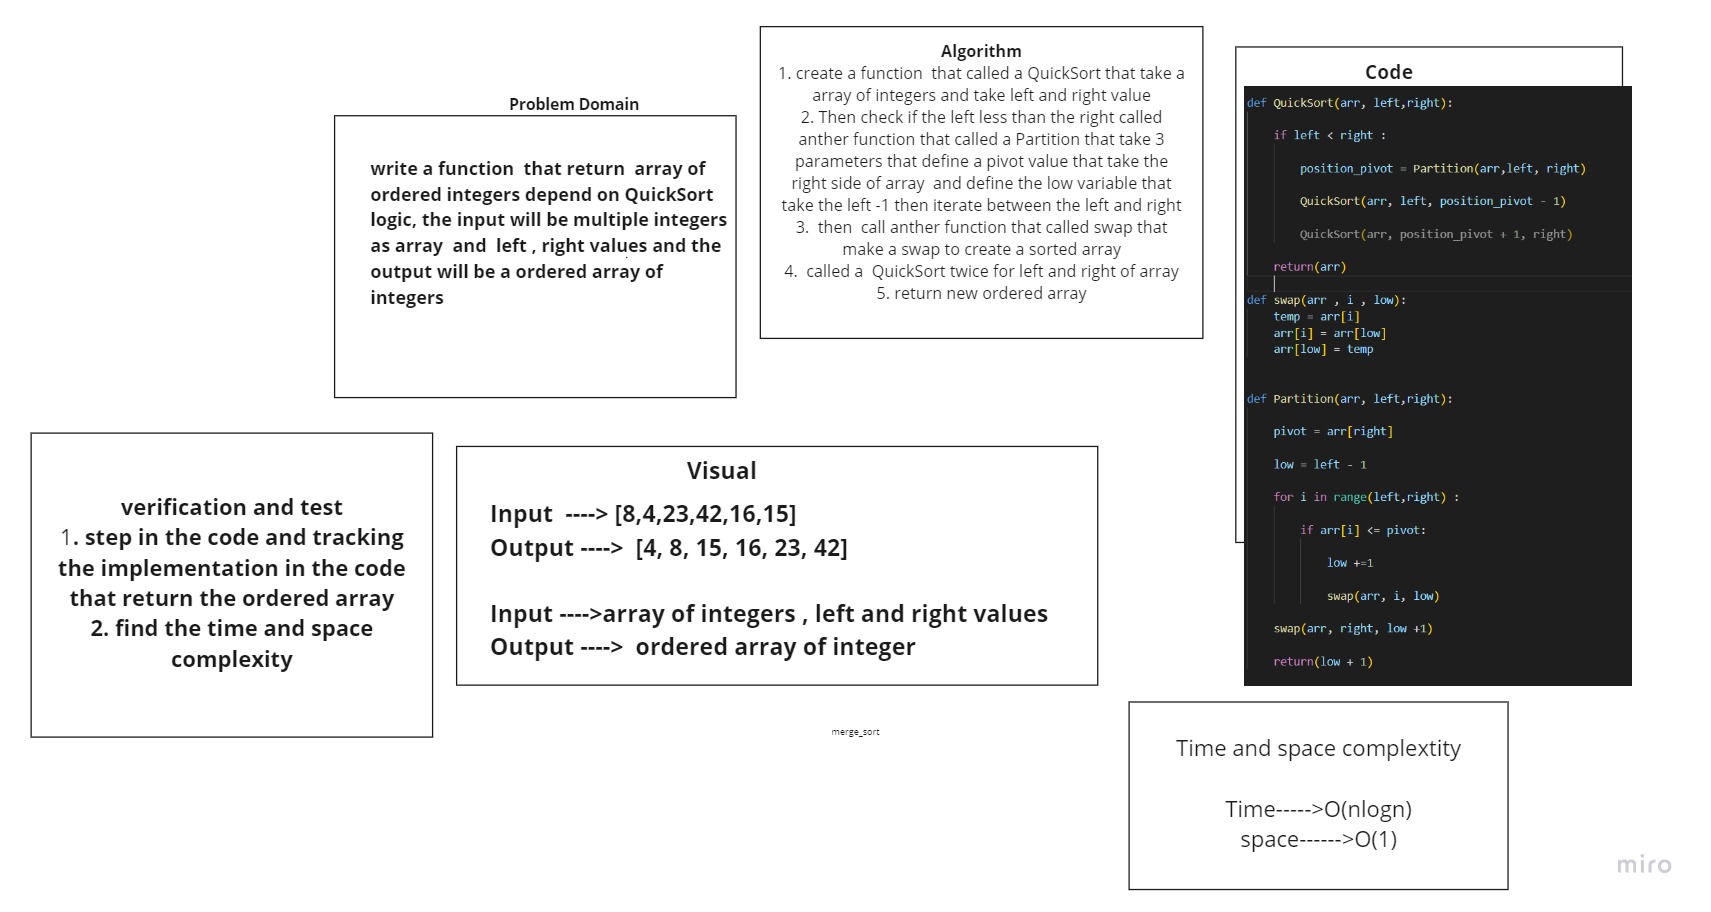 Problem Domain
write a function  that return  array of
ordered integers depend on QuickSort
logic, the input will be multiple integers
as array  and  left , right values and the
output will be a ordered array of
integers
Algorithm
1. create a function  that called a QuickSort that take a
array of integers and take left and right value
2. Then check if the left less than the right called
anther function that called a Partition that take 3
parameters that define a pivot value that take the
right side of array  and define the low variable that
take the left -1 then iterate between the left and right
3.  then  call anther function that called swap that
make a swap to create a sorted array
4.  called a  QuickSort twice for left and right of array
5. return new ordered array
Code
def QuickSort(arr, left,right):
if left < right :
position_pivot = Partition(arr,left, right)
QuickSort(arr, left, position_pivot - 1)
QuickSort(arr, position_pivot + 1, right)
return(arr)
def swap(arr , i , low):
temp = arr[i]
arr[i] = arr[low]
arr[low] = temp
def Partition(arr, left,right):
pivot = arr[right]
low = left - 1
for i in range(left,right) :
if arr[i] <= pivot:
low +=1
swap(arr, i, low)
swap(arr, right, low +1)
return(low + 1)
verification and test
1. step in the code and tracking
the implementation in the code
that return the ordered array
2. find the time and space
complexity
Visual
Input  ----> [8,4,23,42,16,15]
Output ---->  [4, 8, 15, 16, 23, 42]
Input ---->array of integers , left and right values
Output ---->  ordered array of integer
merge_sort
Time and space complextity
Time----->O(nlogn)
space------>O(1)
miro